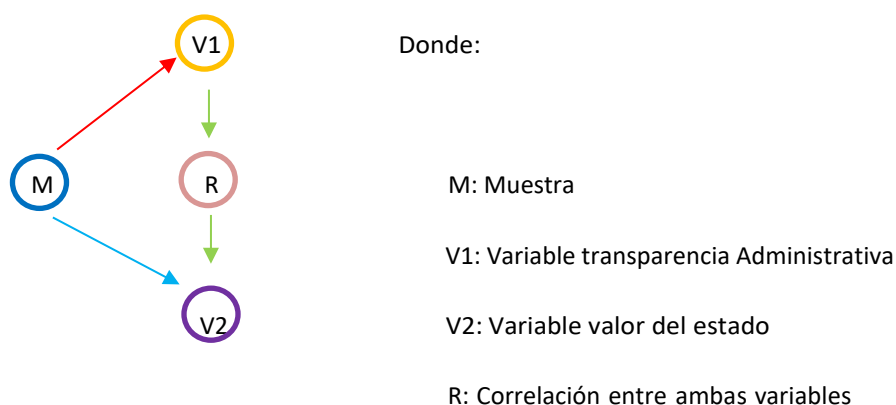 V1
Donde:
M
R
M: Muestra
V1: Variable transparencia Administrativa
V2
V2: Variable valor del estado
R: Correlación entre ambas variables